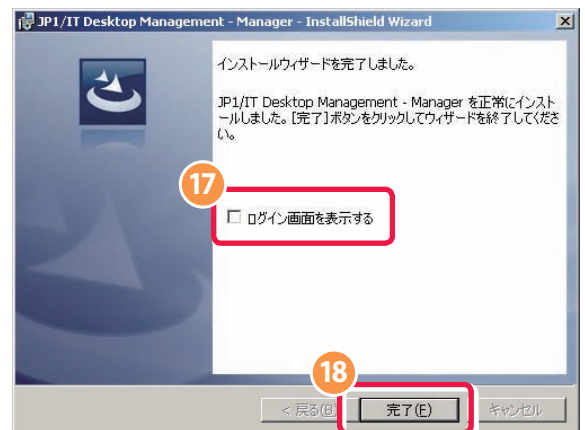 JP1/IT Desktop Management - Manager - InstallShield Wizard
インストールウィザードを完了しました。
JP1/IT Desktop Management - Manager を正常にインスト
ールしました。[完了]ボタンをクリックしてウィザードを終了してくださ
い。
17
ログイン画面を表示する
18
< 戻る(B)
完了(F)
キャンセル